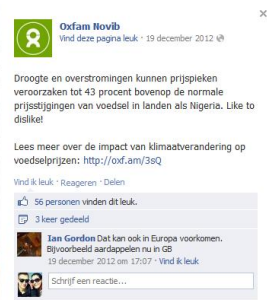 Oxfam Novib
Vind deze pagina leuk · 19 december 2012
Droogte en overstromingen kunnen prijspieken
veroorzaken tot 43 procent bovenop de normale
prijsstijgingen van voedsel in landen als Nigeria. Like to
dislike!
Lees meer over de impact van klimaatverandering op
voedselprijzen: http://oxf.am/3sQ
Vind ik leuk · Reageren · Delen
56 personen vinden dit leuk.
3 keer gedeeld
Ian Gordon Dat kan ook in Europa voorkomen.
Bijvoorbeeld aardappelen nu in GB
19 december 2012 om 17:07 · Vind ik leuk
Schrijf een reactie...